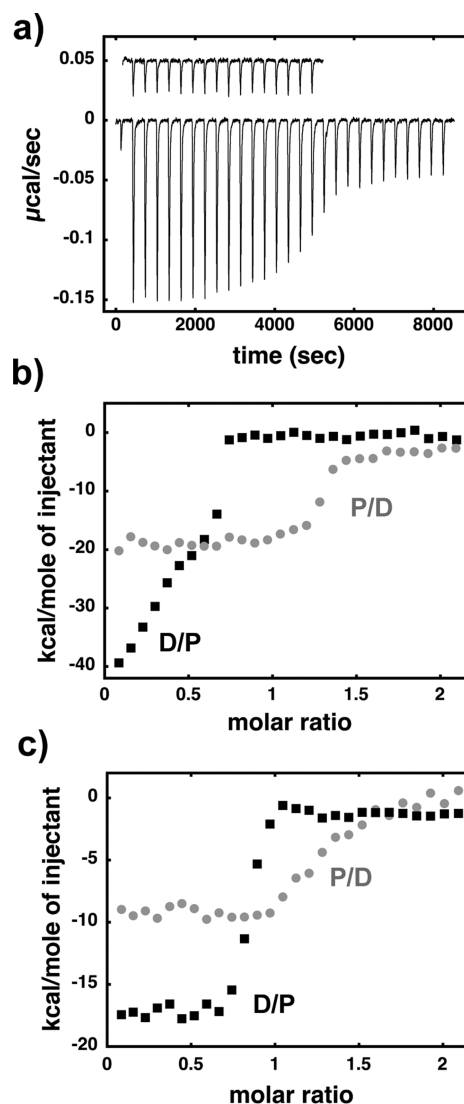 a)
0.05
0
-0.05
-0.1
-0.15
µcal/sec
0 2000 4000 6000 8000
time (sec)
b)
0
-10
-20
-30
-40
kcal/mole of injectant
P/D
D/P
0 0.5 1 1.5 2
molar ratio
c)
0
-5
-10
-15
-20
kcal/mole of injectant
P/D
D/P
0 0.5 1 1.5 2
molar ratio